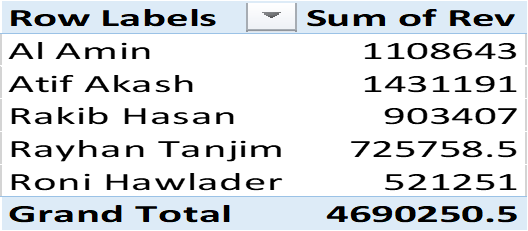 Row Labels Sum of Rev
Al Amin 1108643
Atif Akash 1431191
Rakib Hasan 903407
Rayhan Tanjim 725758.5
Roni Hawlader 521251
Grand Total 4690250.5